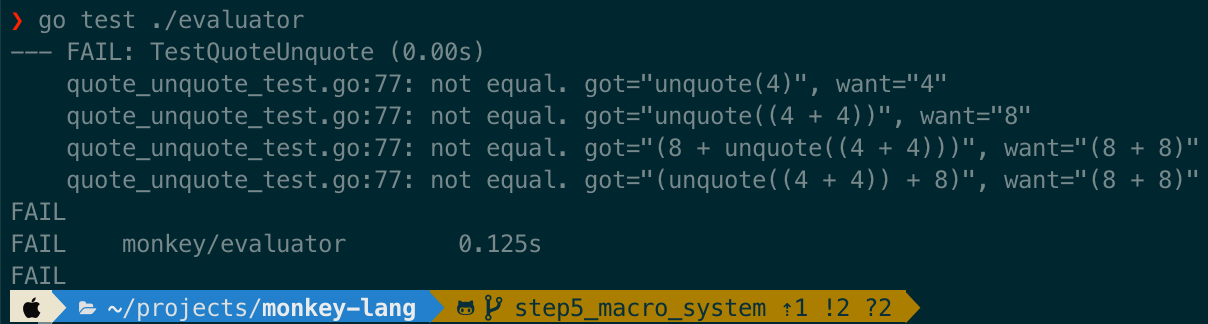 ❯ go test ./evaluator
--- FAIL: TestQuoteUnquote (0.00s)
    quote_unquote_test.go:77: not equal. got="unquote(4)", want="4"
    quote_unquote_test.go:77: not equal. got="unquote((4 + 4))", want="8"
    quote_unquote_test.go:77: not equal. got="(8 + unquote((4 + 4)))", want="(8 + 8)"
    quote_unquote_test.go:77: not equal. got="(unquote((4 + 4)) + 8)", want="(8 + 8)"
FAIL
FAIL    monkey/evaluator        0.125s
FAIL
~/projects/monkey-lang step5_macro_system ⇡1 !2 ?2